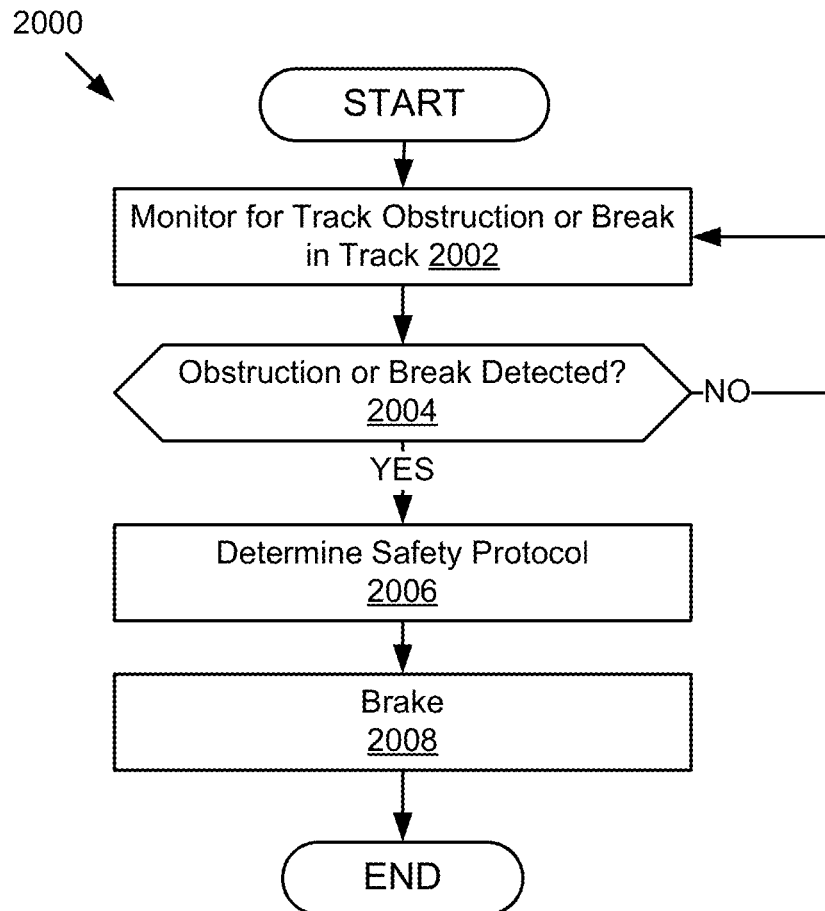 2000
START
Monitor for Track Obstruction or Break
in Track 2002
Obstruction or Break Detected?
2004
NO
YES
Determine Safety Protocol
2006
Brake
2008
END